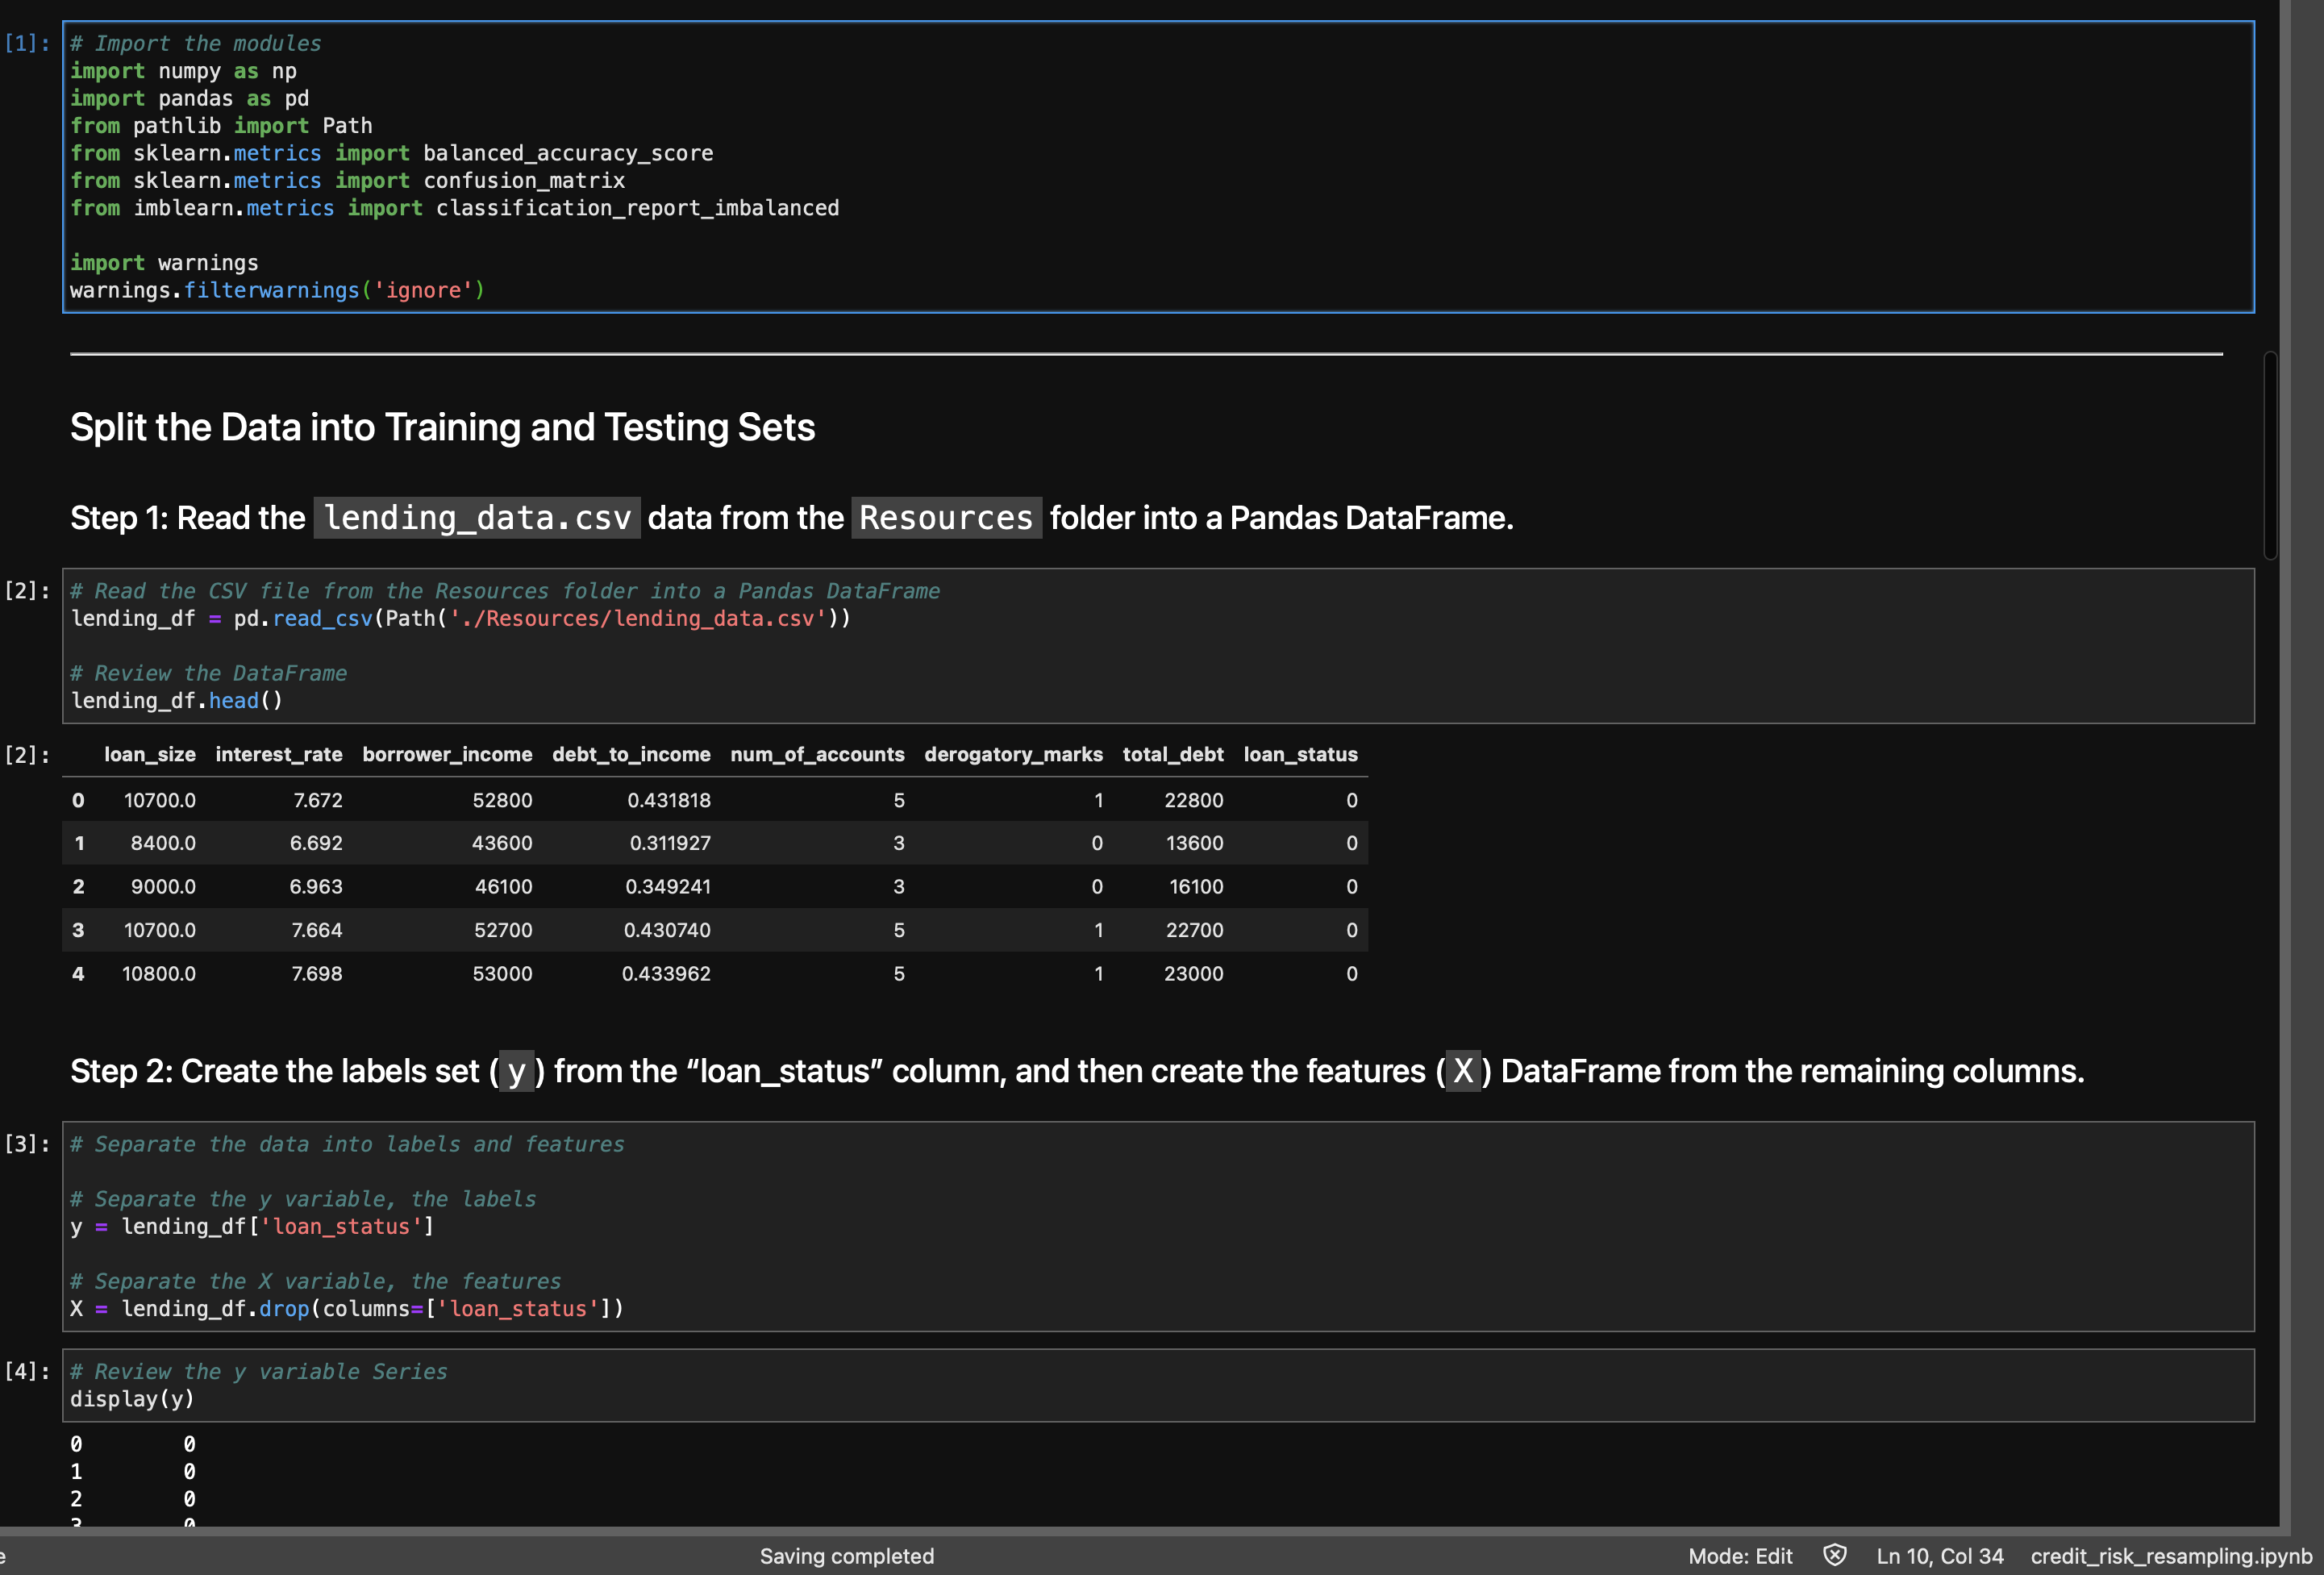 [1]: # Import the modules
import numpy as np
import pandas as pd
from pathlib import Path
from sklearn.metrics import balanced_accuracy_score
from sklearn.metrics import confusion_matrix
from imblearn.metrics import classification_report_imbalanced
import warnings
warnings.filterwarnings('ignore')
Split the Data into Training and Testing Sets
Step 1: Read the lending_data.csv data from the Resources folder into a Pandas DataFrame.
[2]: # Read the CSV file from the Resources folder into a Pandas DataFrame
lending_df = pd.read_csv(Path('./Resources/lending_data.csv'))
# Review the DataFrame
lending_df.head()
[2]: loan_size interest_rate borrower_income debt_to_income num_of_accounts derogatory_marks total_debt loan_status
0 10700.0 7.672 52800 0.431818 5 1 22800 0
1 8400.0 6.692 43600 0.311927 3 0 13600 0
2 9000.0 6.963 46100 0.349241 3 0 16100 0
3 10700.0 7.664 52700 0.430740 5 1 22700 0
4 10800.0 7.698 53000 0.433962 5 1 23000 0
Step 2: Create the labels set (y) from the “loan_status” column, and then create the features (X) DataFrame from the remaining columns.
[3]: # Separate the data into labels and features
# Separate the y variable, the labels
y = lending_df['loan_status']
# Separate the X variable, the features
X = lending_df.drop(columns=['loan_status'])
[4]: # Review the y variable Series
display(y)
0 0
1 0
2 0
3 0
e Saving completed Mode: Edit Ln 10, Col 34 credit_risk_resampling.ipynb